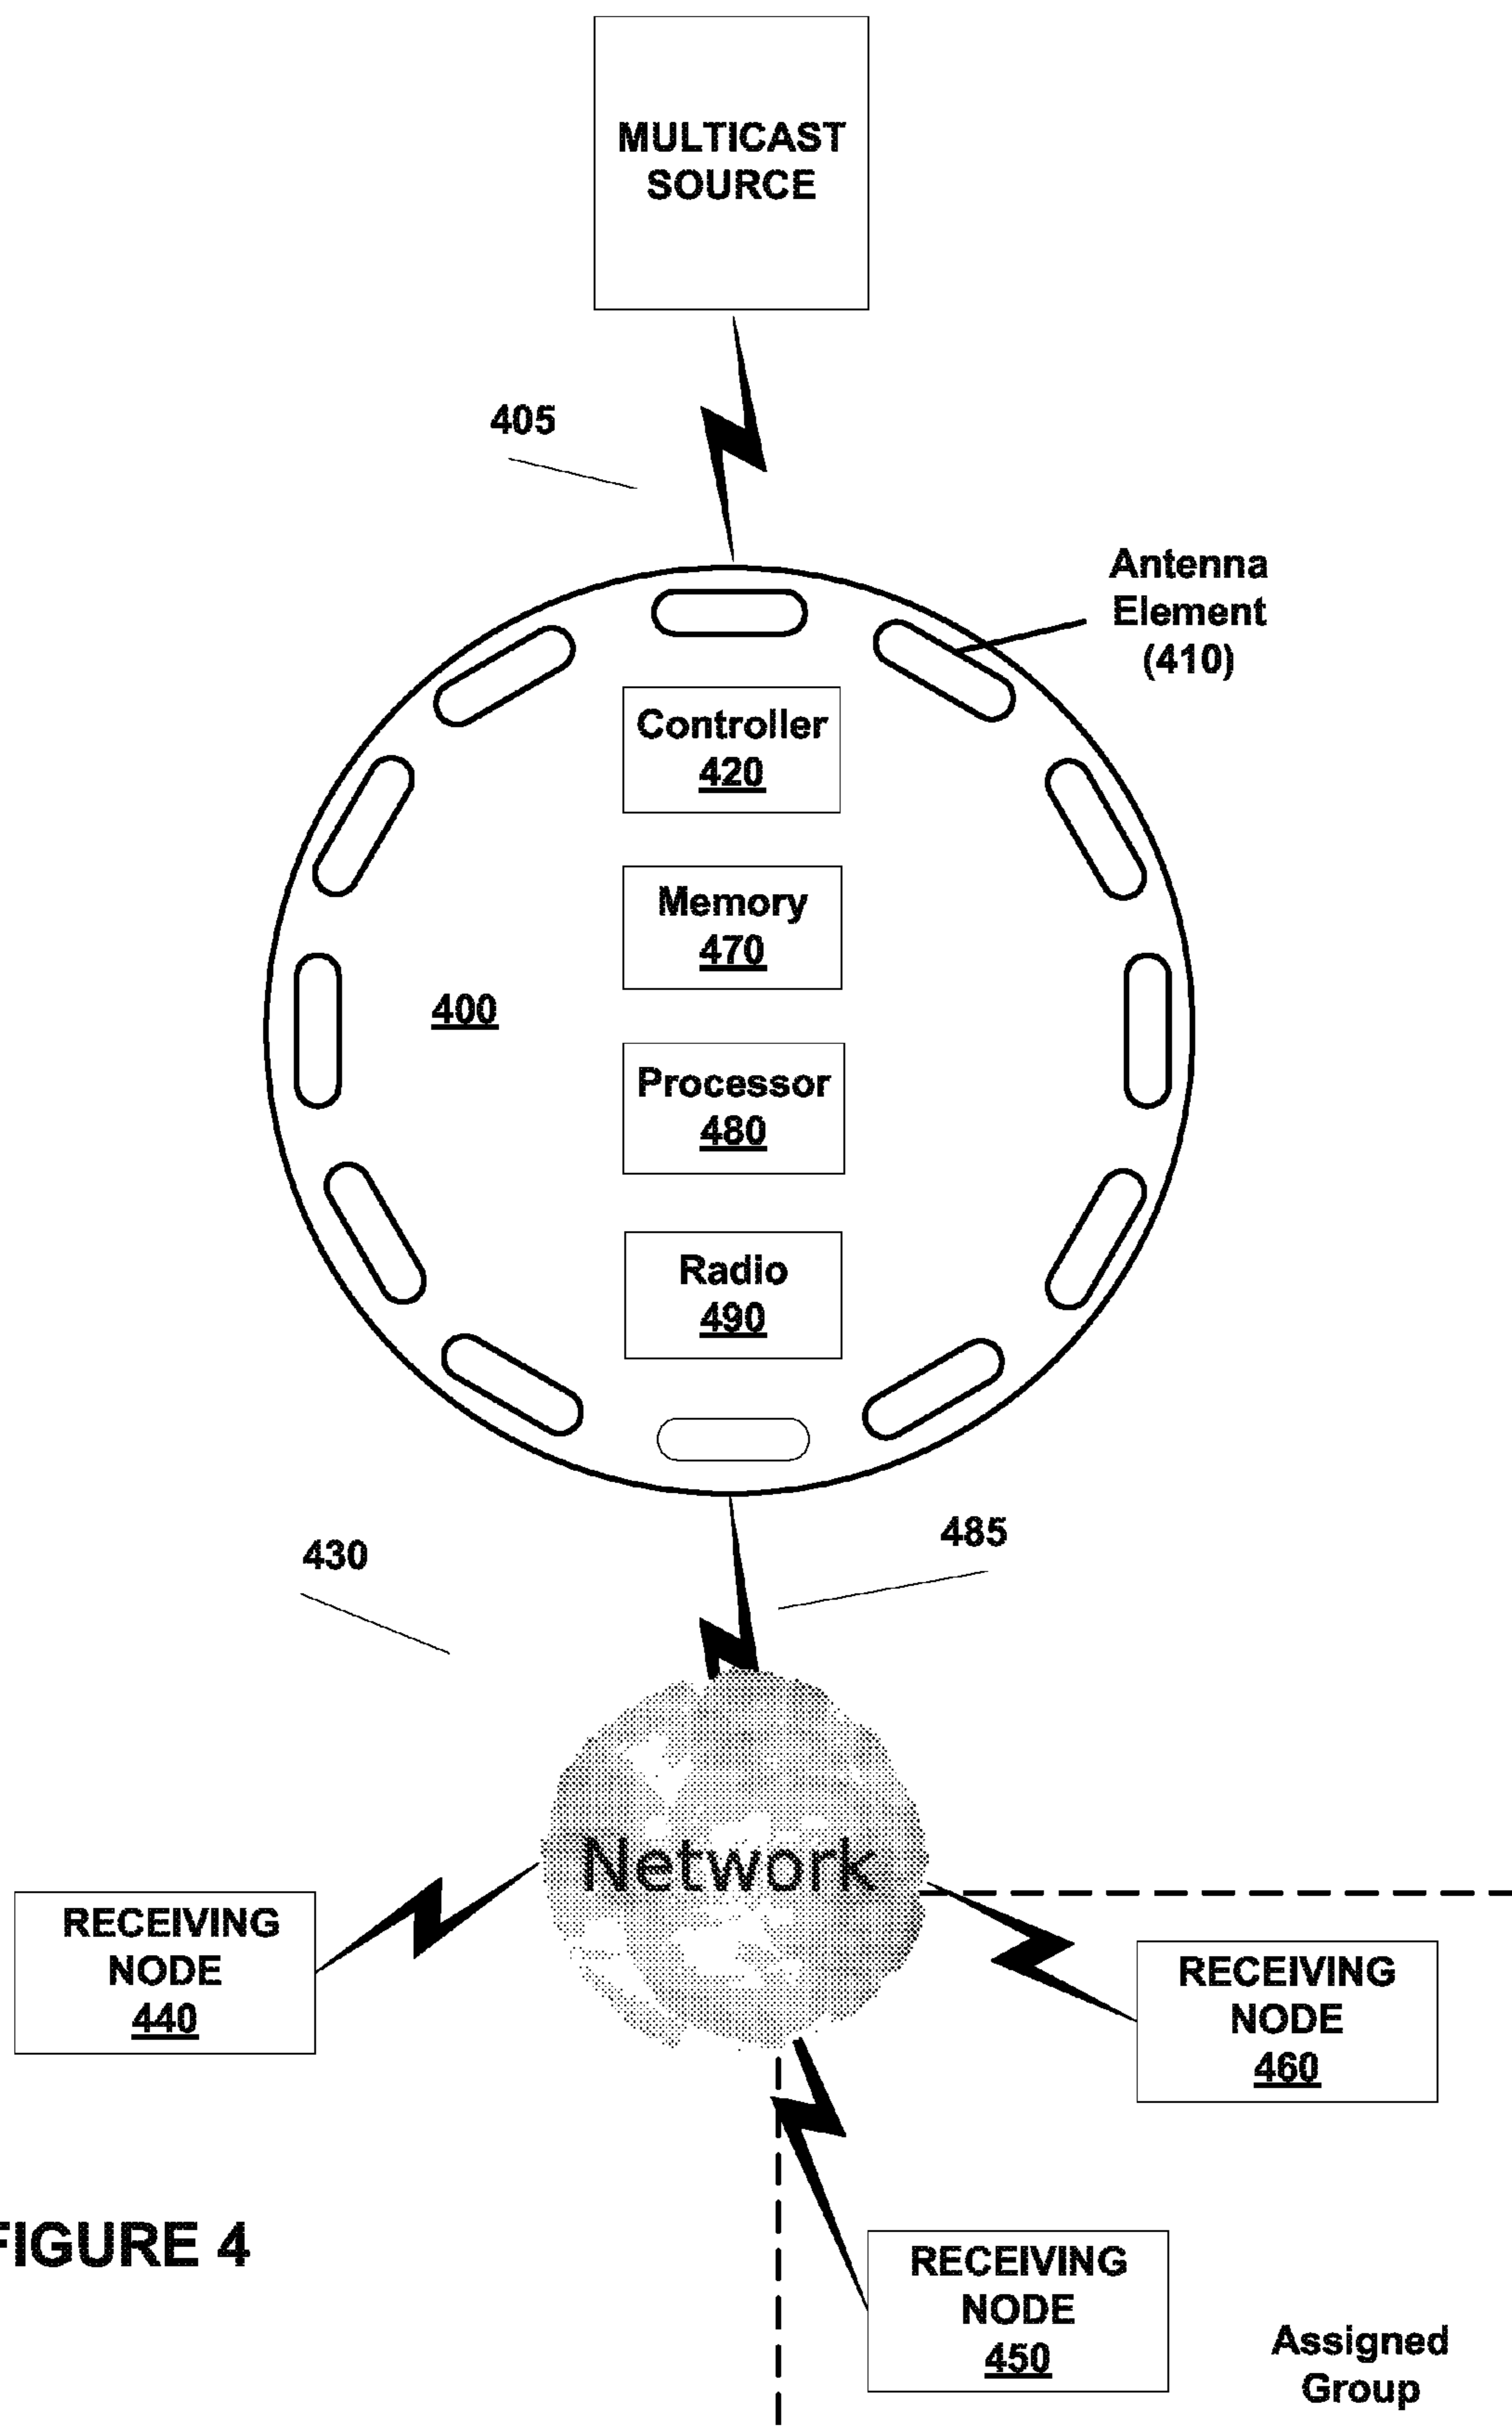 MULTICAST
SOURCE
405
Antenna
Element
(410)
Controller
420
Memory
470
400
Processor
480
Radio
490
430
485
Network
RECEIVING
NODE
440
RECEIVING
NODE
460
FIGURE 4
RECEIVING
NODE
450
Assigned
Group